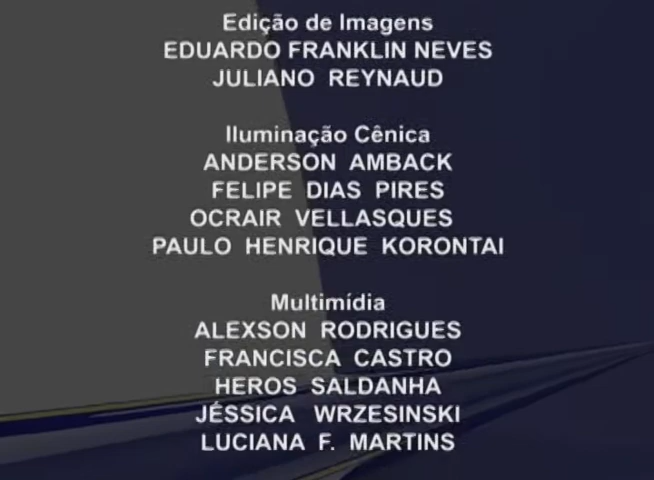 Edição de Imagens
EDUARDO FRANKLIN NEVES
JULIANO REYNAUD
Iluminação Cênica
ANDERSON AMBACK
FELIPE DIAS PIRES
OCRAIR VELLASQUES
PAULO HENRIQUE KORONTAI
Multimídia
ALEXSON RODRIGUES
FRANCISCA CASTRO
HEROS SALDANHA
JÉSSICA WRZESINSKI
LUCIANA F. MARTINS